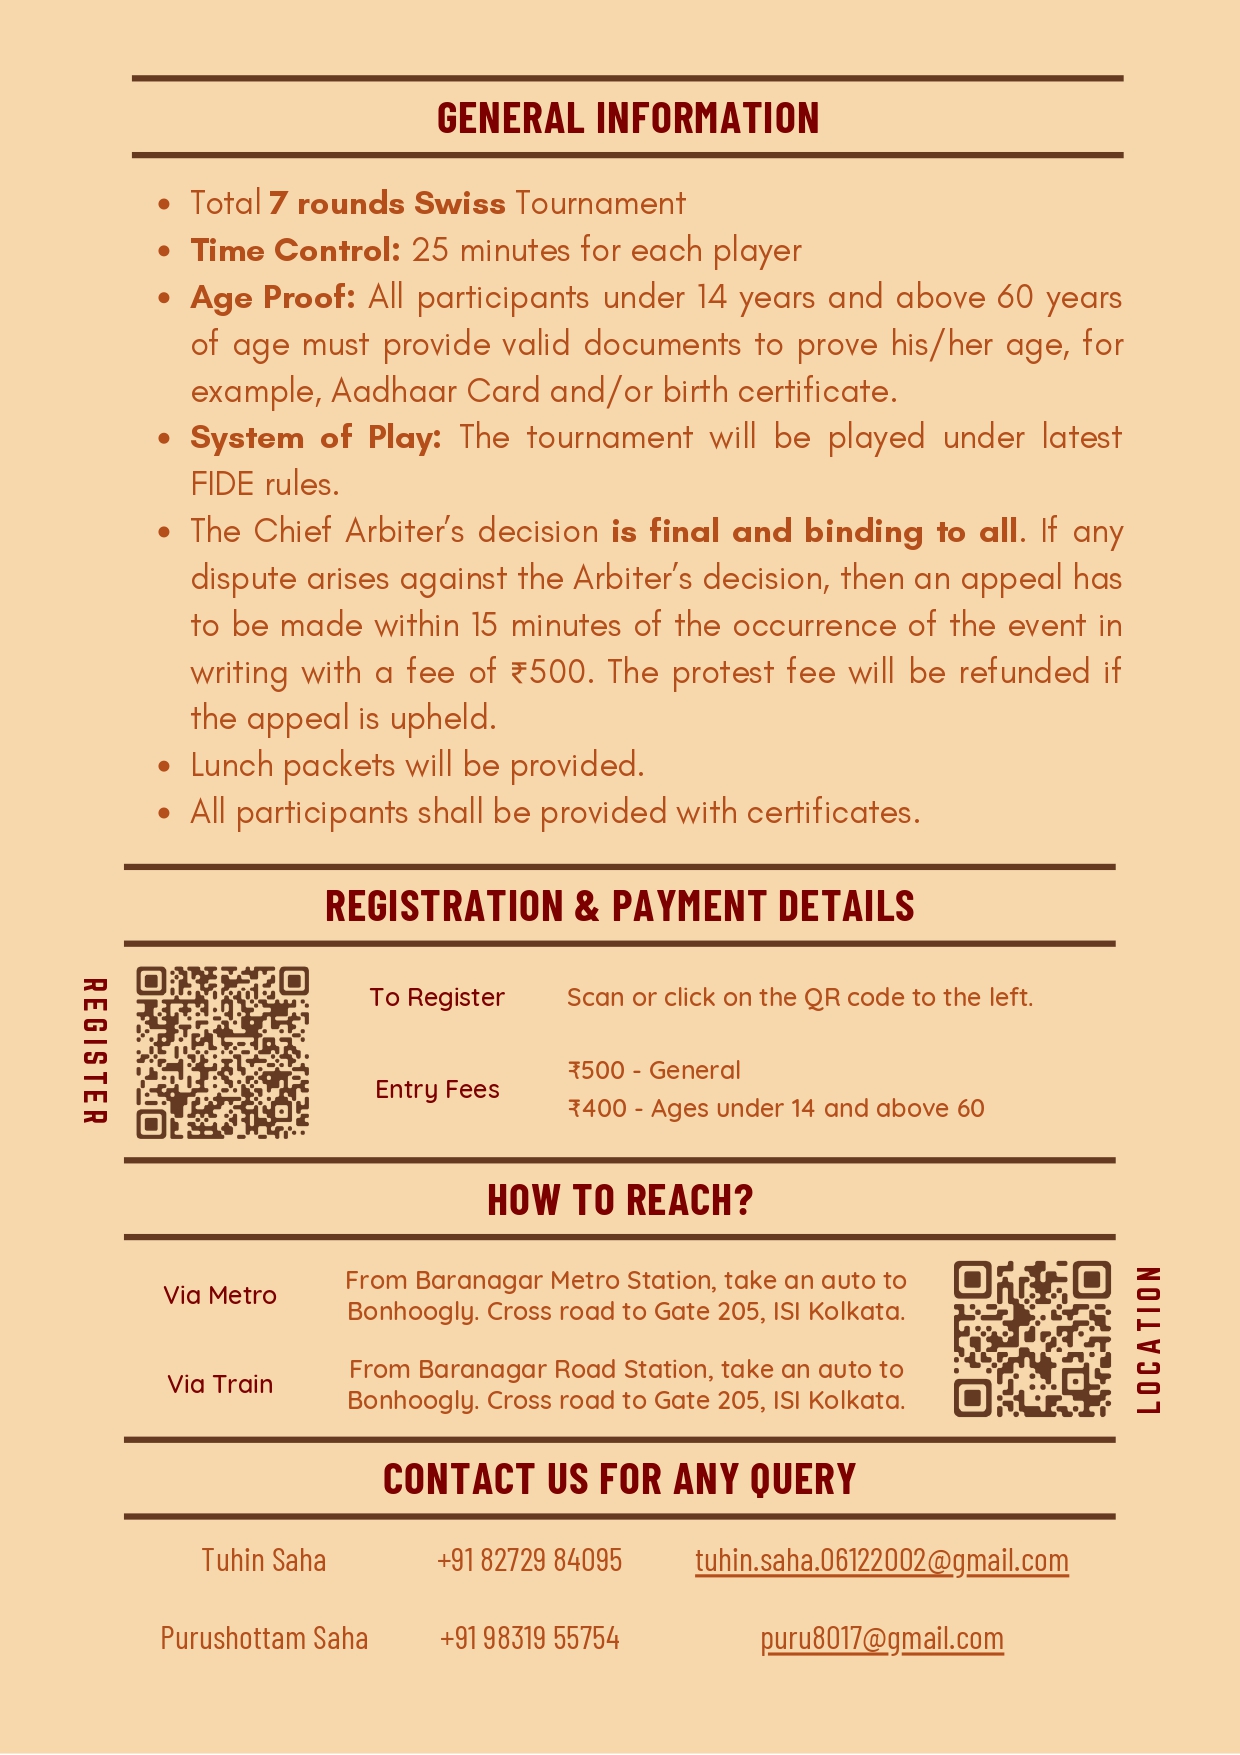 GENERAL INFORMATION
• Total 7 rounds Swiss Tournament
• Time Control: 25 minutes for each player
• Age Proof: All participants under 14 years and above 60 years
of age must provide valid documents to prove his/her age, for
example, Aadhaar Card and/or birth certificate.
• System of Play: The tournament will be played under latest
FIDE rules.
• The Chief Arbiter's decision is final and binding to all. If any
dispute arises against the Arbiter's decision, then an appeal has
to be made within 15 minutes of the occurrence of the event in
writing with a fee of ₹500. The protest fee will be refunded if
the appeal is upheld.
• Lunch packets will be provided.
• All participants shall be provided with certificates.
REGISTRATION & PAYMENT DETAILS
REGISTER
To Register Scan or click on the QR code to the left.
Entry Fees
₹500 - General
₹400 - Ages under 14 and above 60
HOW TO REACH?
Via Metro
From Baranagar Metro Station, take an auto to
Bonhoogly. Cross road to Gate 205, ISI Kolkata.
Via Train
From Baranagar Road Station, take an auto to
Bonhoogly. Cross road to Gate 205, ISI Kolkata.
LOCATION
CONTACT US FOR ANY QUERY
Tuhin Saha +91 82729 84095 tuhin.saha.06122002@gmail.com
Purushottam Saha +91 98319 55754 puru8017@gmail.com